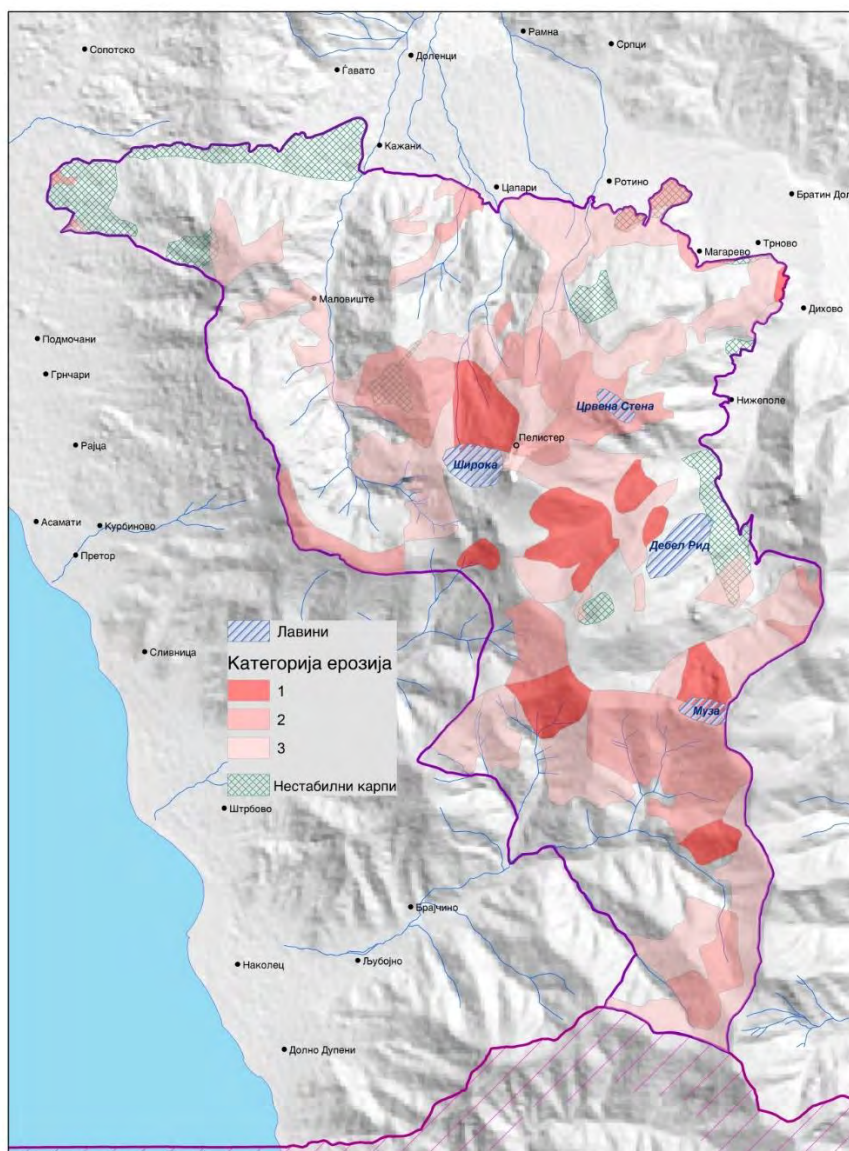 Рамна
Српци
Сопотско
Доленци
Ѓавато
Кажани
Ротино
Цапари
Братин Дол
Трново
Магарево
Маловиште
Дихово
Подмочани
Грнчари
Нижеполе
Црвена Стена
Пелистер
Рајца
Широка
Асамати
Курбиново
Дебел Рид
Претор
Лавини
Сливница
Категорија ерозија
1
2
Муза
3
Нестабилни карпи
Штрбово
Брајчино
Љубојно
Наколец
Долно Дупени